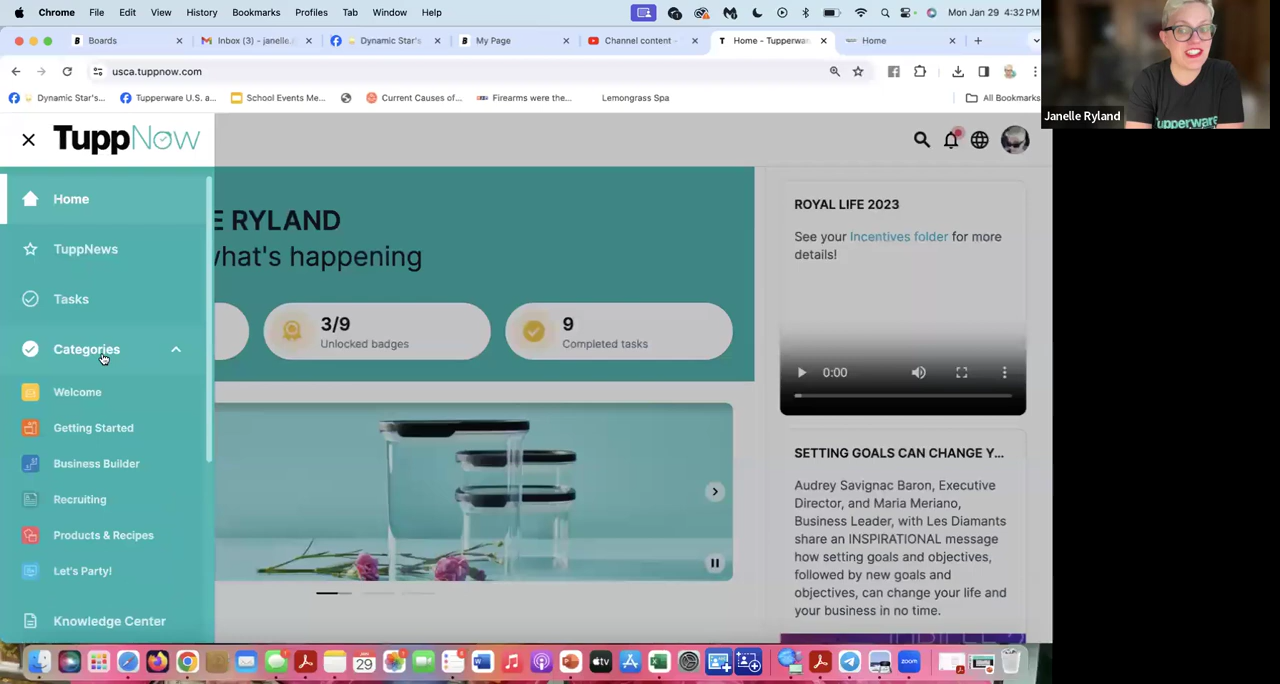 Chrome File Edit View History Bookmarks Profiles Tab Window Help Mon Jan 29 4:32 PM
Boards Inbox (3) - janelle. Dynamic Star's My Page Channel content - Home - Tupperwar Home
usca.tuppnow.com
Dynamic Star's... Tupperware U.S. a... School Events Me... Current Causes of... Firearms were the... Lemongrass Spa All Bookmarks
Janelle Ryland
Tupperware
TuppNow
Home
TuppNews
Tasks
Categories
Welcome
Getting Started
Business Builder
Recruiting
Products & Recipes
Let's Party!
Knowledge Center
E RYLAND
what's happening
3/9
Unlocked badges
9
Completed tasks
ROYAL LIFE 2023
See your Incentives folder for more
details!
0:00
SETTING GOALS CAN CHANGE Y...
Audrey Savignac Baron, Executive
Director, and Maria Meriano,
Business Leader, with Les Diamants
share an INSPIRATIONAL message
how setting goals and objectives,
followed by new goals and
objectives, can change your life and
your business in no time.
29
zoom